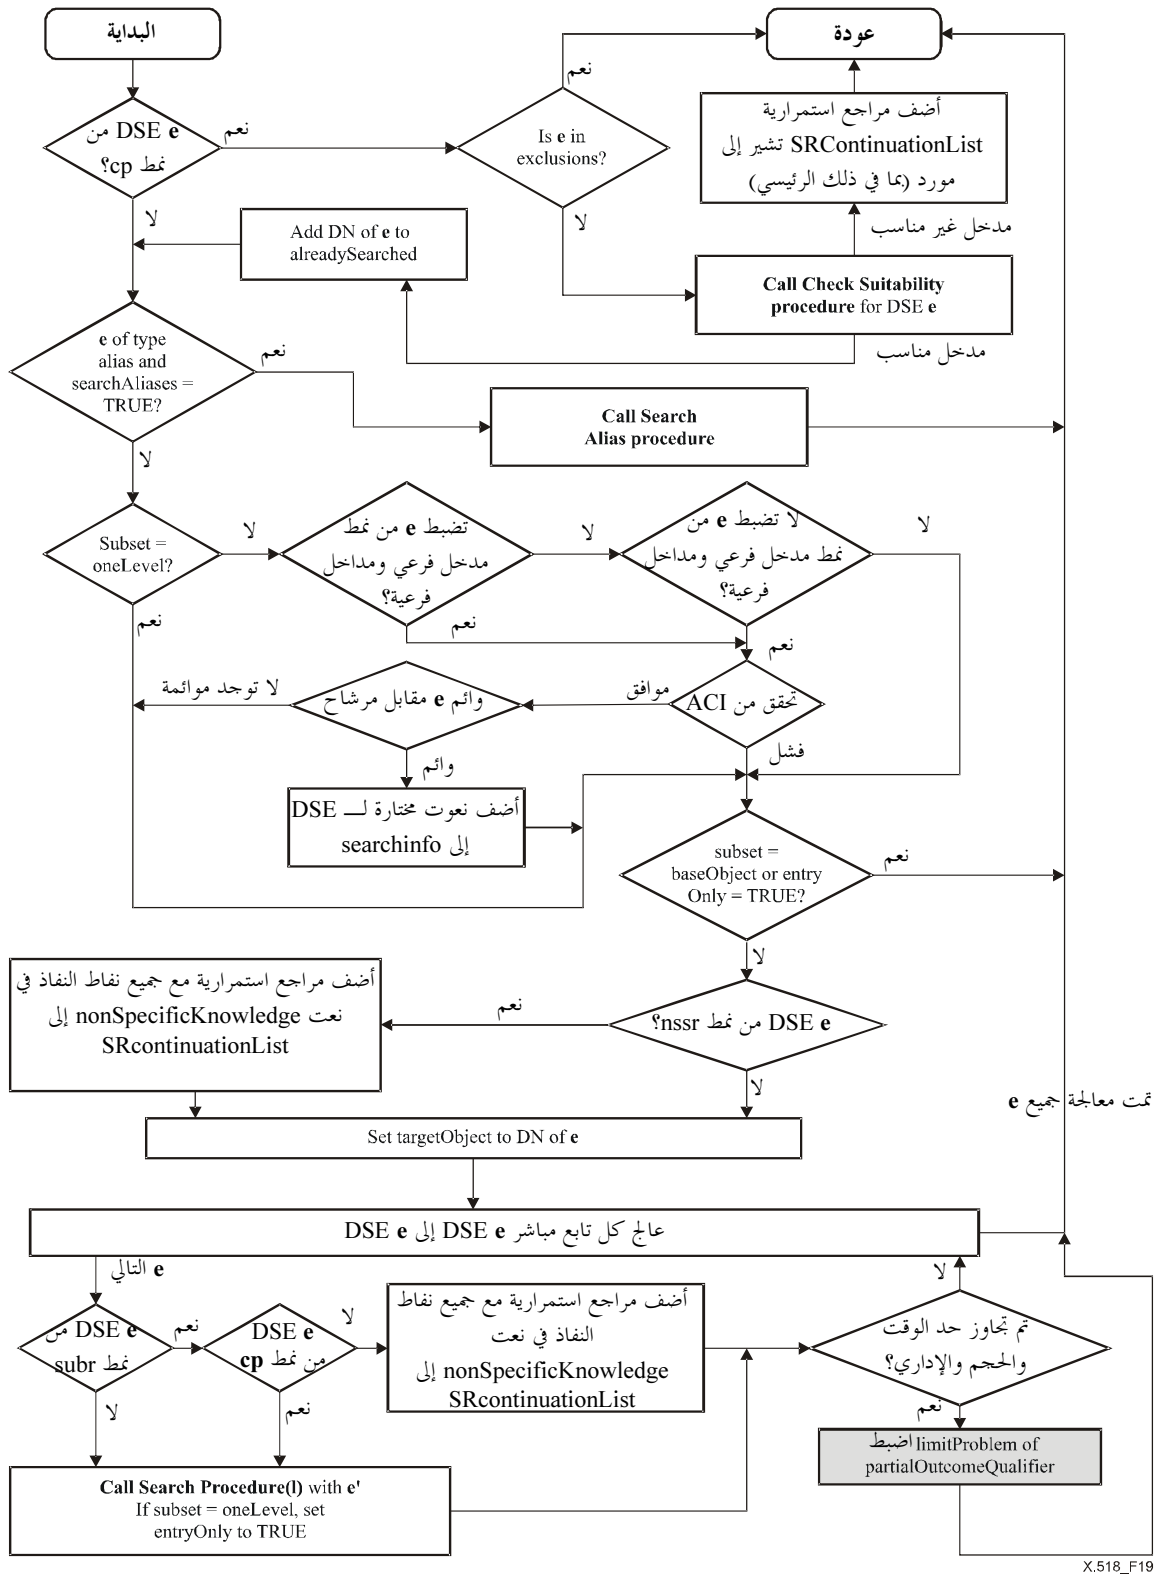 البداية
عودة
نعم
DSE e من
نمط cp؟
نعم
Is e in
exclusions?
أضف مراجع استمرارية
SRContinuationList تشير إلى
مورد (بما في ذلك الرئيسي)
لا
لا
مدخل غير مناسب
Add DN of e to
alreadySearched
Call Check Suitability
procedure for DSE e
مدخل مناسب
e of type
alias and
searchAliases =
TRUE?
نعم
Call Search
Alias procedure
لا
Subset =
oneLevel?
لا
تضبط e من نمط
مدخل فرعي ومداخل
فرعية؟
لا
لا تضبط e من
نمط مدخل فرعي ومداخل
فرعية؟
لا
نعم
نعم
نعم
لا توجد موائمة
وائم e مقابل مرشاح
موافق
تحقق من ACI
فشل
وائم
أضف نعوت مختارة لـــ DSE
إلى searchinfo
subset =
baseObject or entry
Only = TRUE?
نعم
لا
أضف مراجع استمرارية مع جميع نفاط النفاذ في
نعت nonSpecificKnowledge إلى
SRcontinuationList
نعم
DSE e من نمط nssr؟
لا
تمت معالجة جميع e
Set targetObject to DN of e
عالج كل تابع مباشر DSE e إلى DSE e
e التالي
لا
DSE e من
نمط subr
نعم
DSE e
من نمط cp
لا
أضف مراجع استمرارية مع جميع نفاط
النفاذ في نعت
nonSpecificKnowledge إلى
SRcontinuationList
تم تجاوز حد الوقت
والحجم والإداري؟
لا
نعم
نعم
اضبط limitProblem of
partialOutcomeQualifier
Call Search Procedure(l) with e'
If subset = oneLevel, set
entryOnly to TRUE
X.518_F19